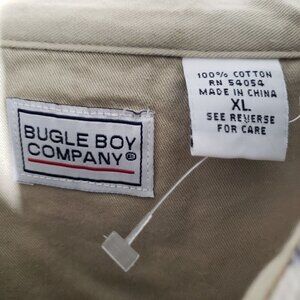 BUGLE BOY
COMPANY®
100% COTTON
RN 54054
MADE IN CHINA
XL
SEE REVERSE
FOR CARE